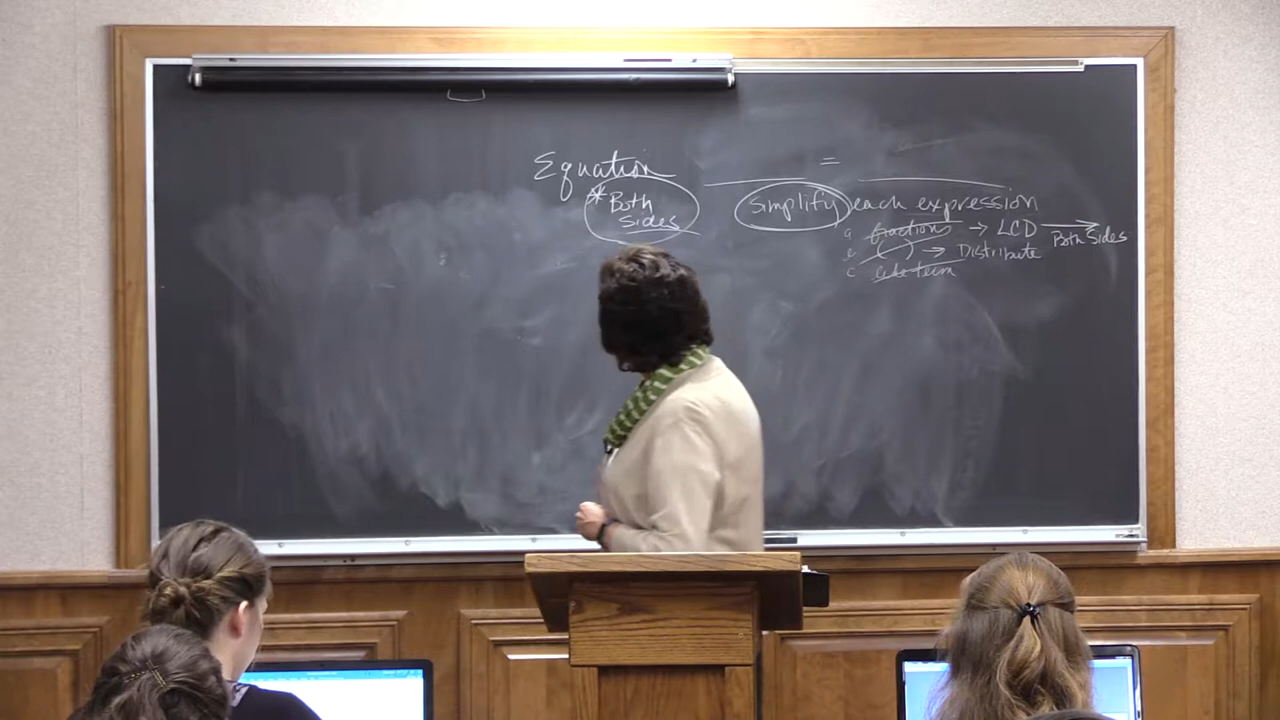 Equation =
* Both Sides
Simplify each expression
a fractions → LCD → Both Sides
b ( ) → Distribute
c like term